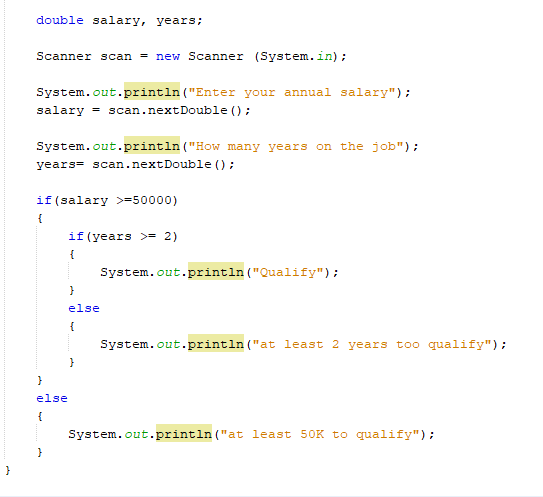 double salary, years;
Scanner scan = new Scanner (System.in);
System.out.println("Enter your annual salary");
salary = scan.nextDouble();
System.out.println("How many years on the job");
years= scan.nextDouble();
if(salary >=50000)
{
if(years >= 2)
{
System.out.println("Qualify");
}
else
{
System.out.println("at least 2 years too qualify");
}
}
else
{
System.out.println("at least 50K to qualify");
}
}